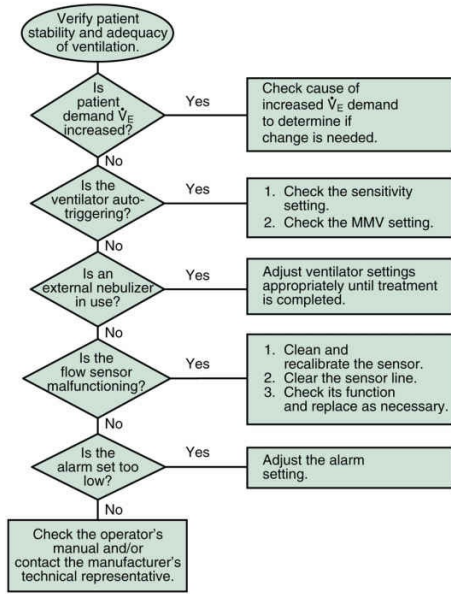 Verify patient
stability and adequacy
of ventilation.
Is
patient
demand V̇E
increased?
Yes
Check cause of
increased V̇E demand
to determine if
change is needed.
No
Is the
ventilator auto-
triggering?
Yes
1. Check the sensitivity
setting.
2. Check the MMV setting.
No
Is an
external nebulizer
in use?
Yes
Adjust ventilator settings
appropriately until treatment
is completed.
No
Is the
flow sensor
malfunctioning?
Yes
1. Clean and
recalibrate the sensor.
2. Clear the sensor line.
3. Check its function
and replace as necessary.
No
Is the
alarm set too
low?
Yes
Adjust the alarm
setting.
No
Check the operator's
manual and/or
contact the manufacturer's
technical representative.